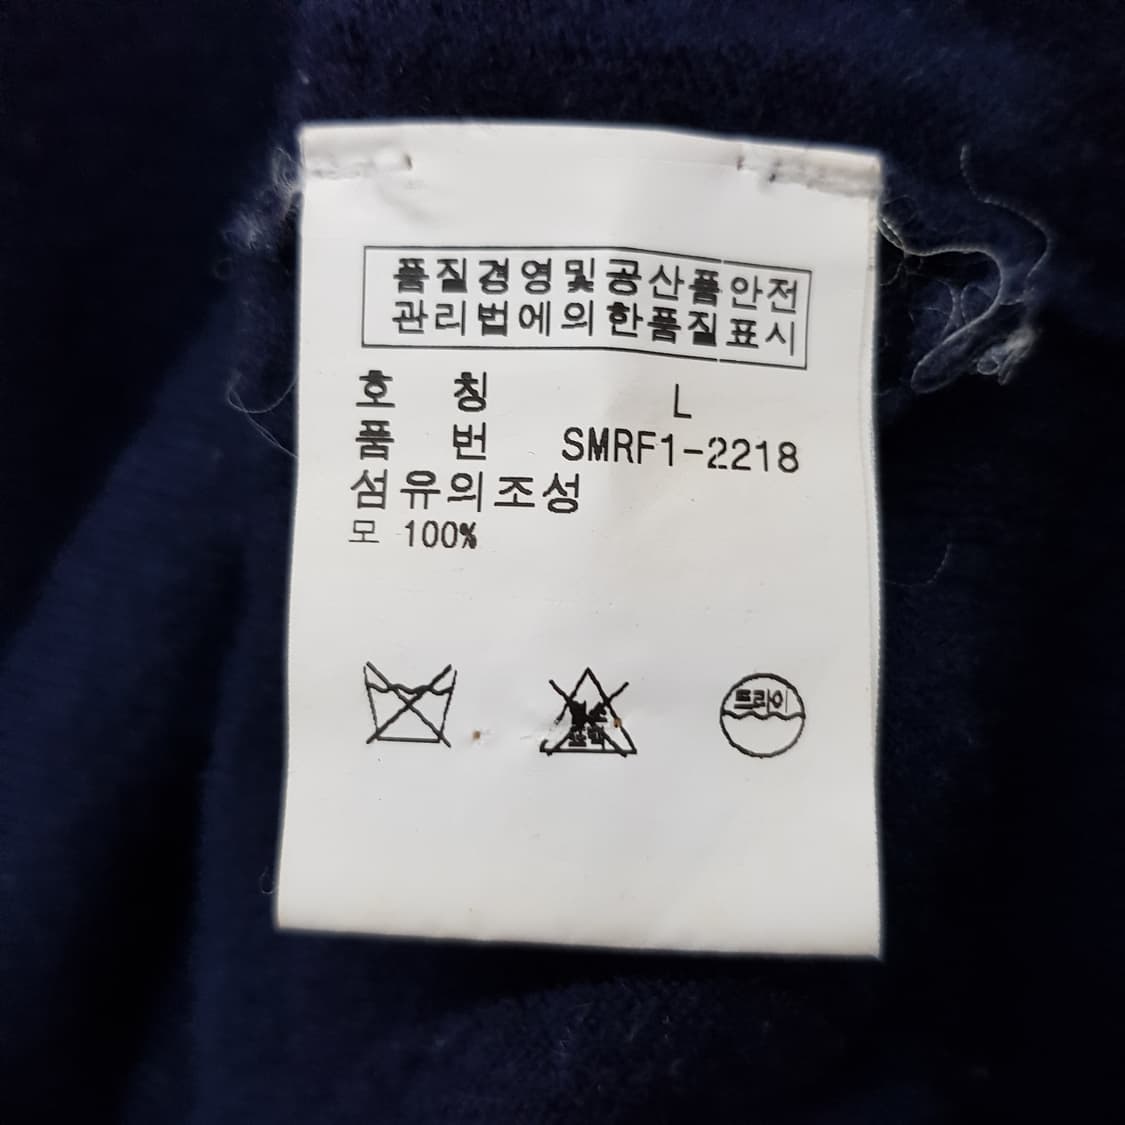 품질경영및공산품안전
관리법에의한품질표시
호 칭 L
품 번 SMRF1-2218
섬유의조성
모 100%
드라이